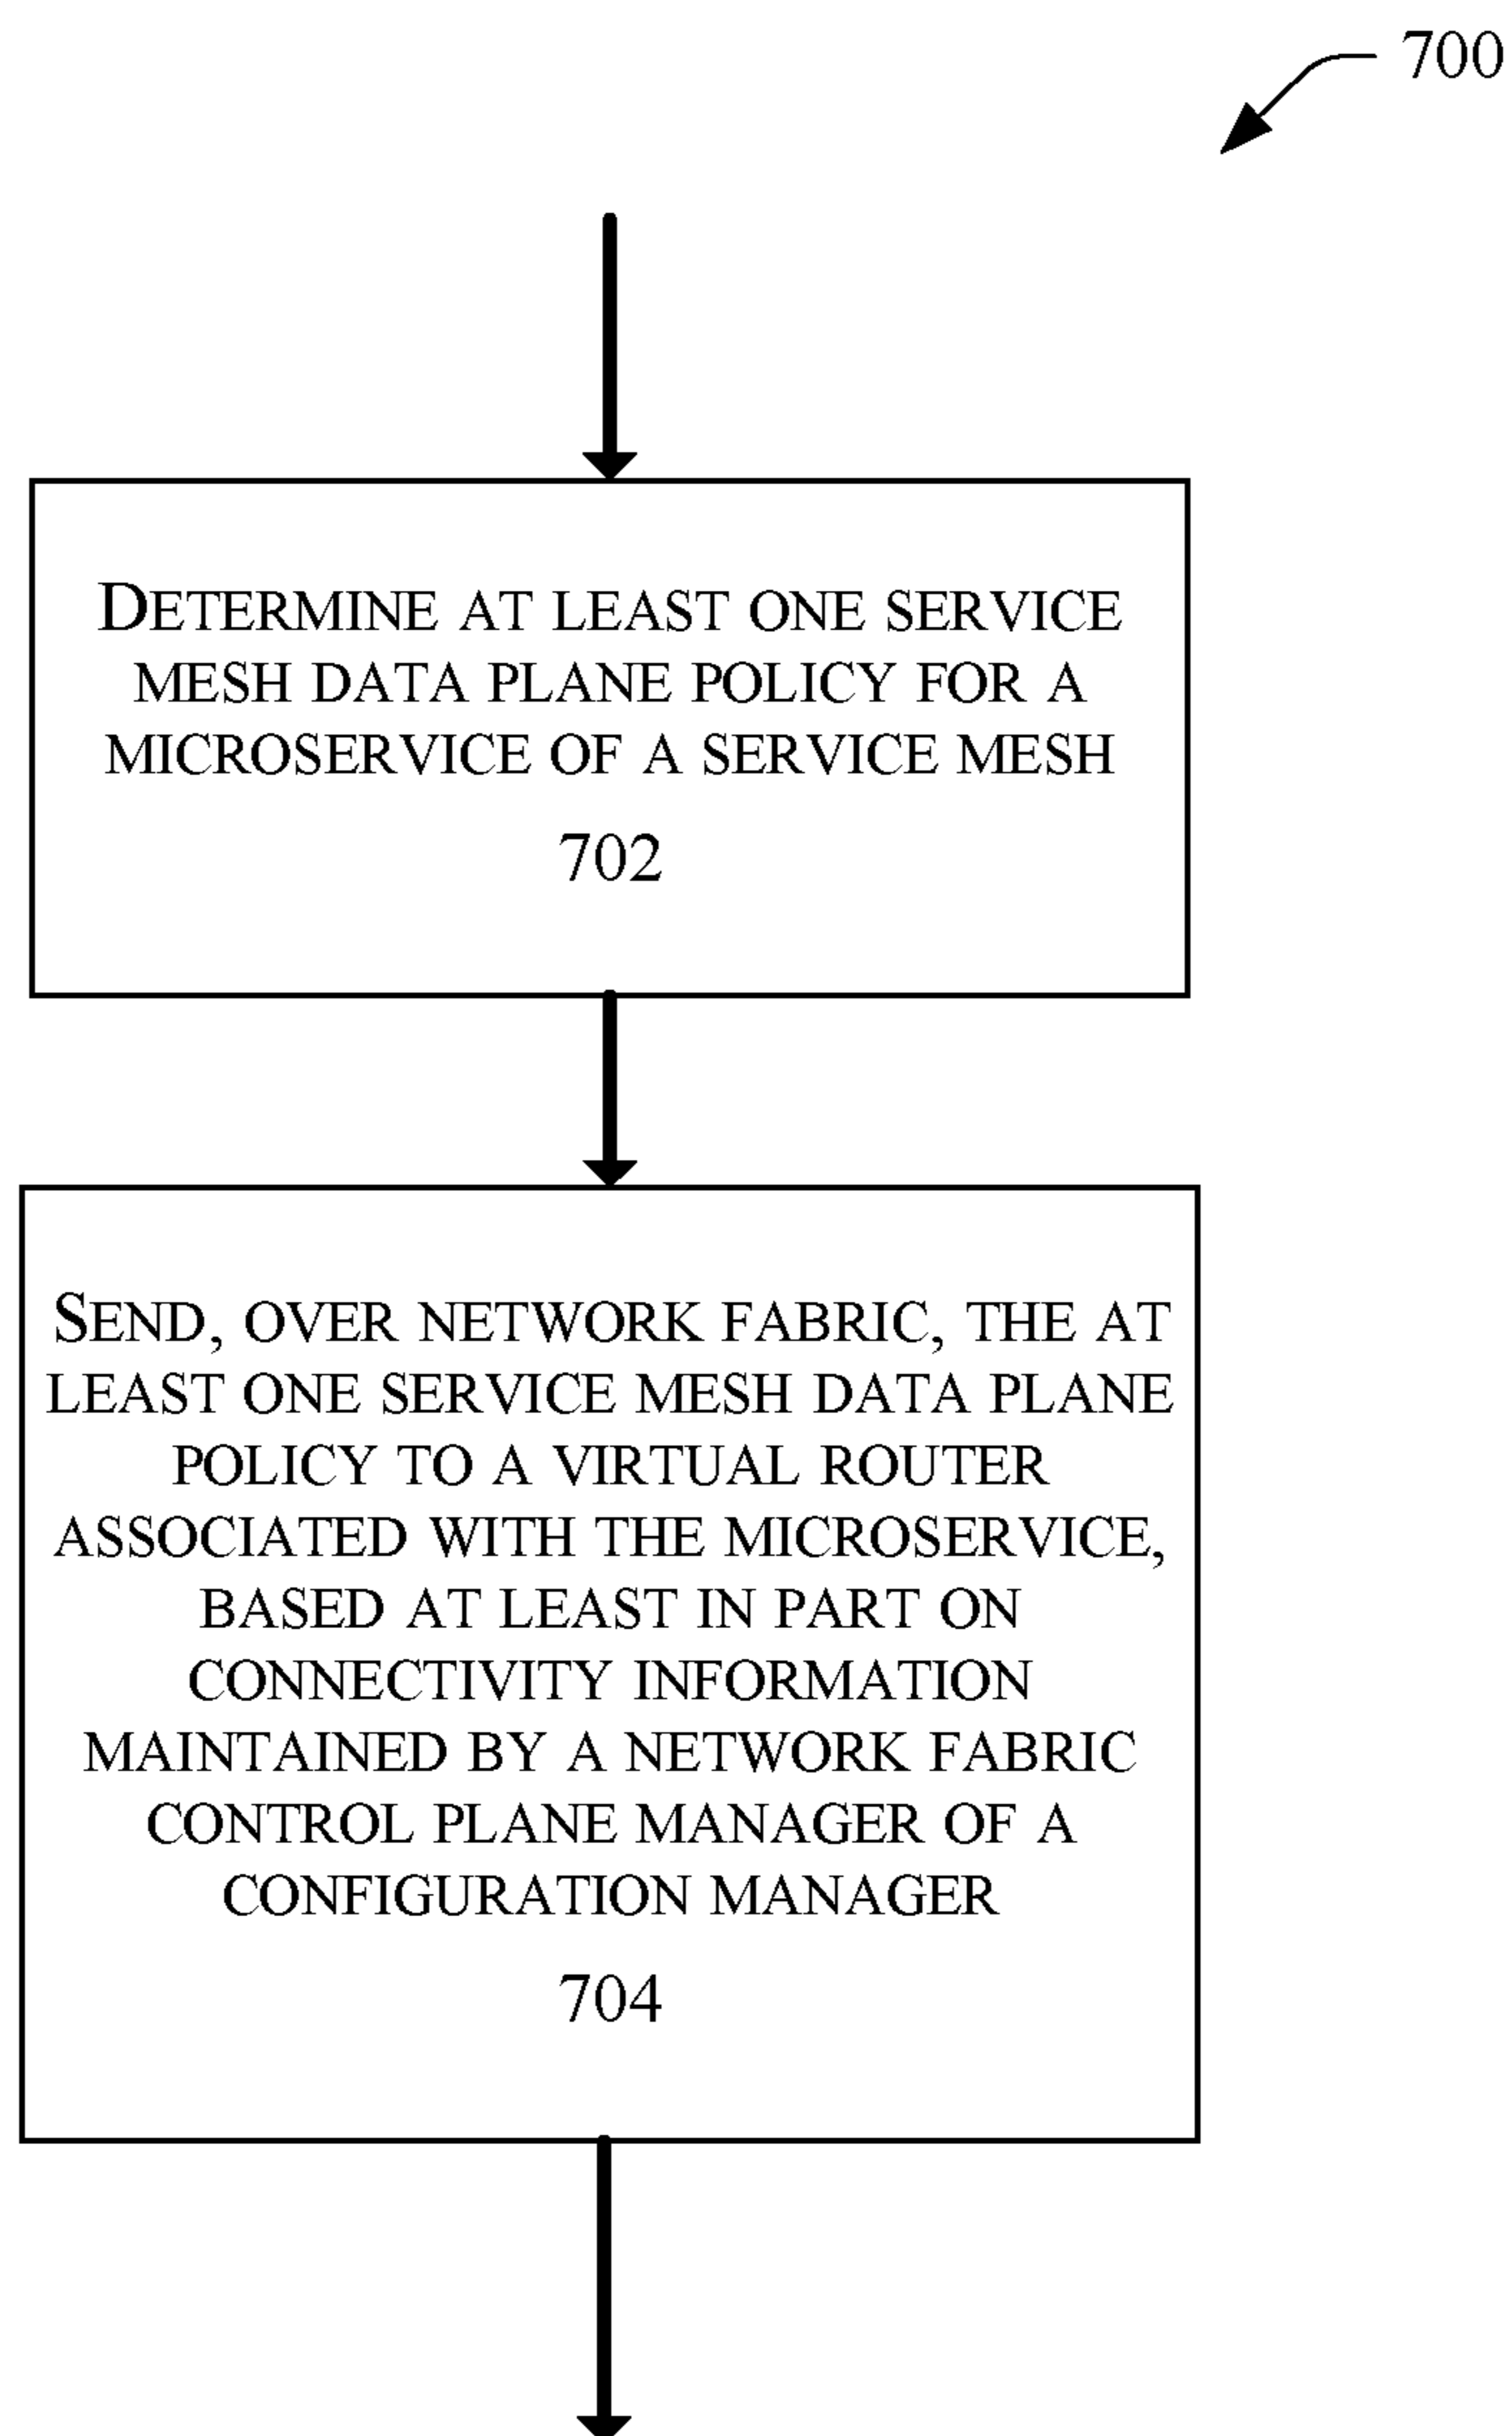 700
DETERMINE AT LEAST ONE SERVICE
MESH DATA PLANE POLICY FOR A
MICROSERVICE OF A SERVICE MESH
702
SEND, OVER NETWORK FABRIC, THE AT
LEAST ONE SERVICE MESH DATA PLANE
POLICY TO A VIRTUAL ROUTER
ASSOCIATED WITH THE MICROSERVICE,
BASED AT LEAST IN PART ON
CONNECTIVITY INFORMATION
MAINTAINED BY A NETWORK FABRIC
CONTROL PLANE MANAGER OF A
CONFIGURATION MANAGER
704